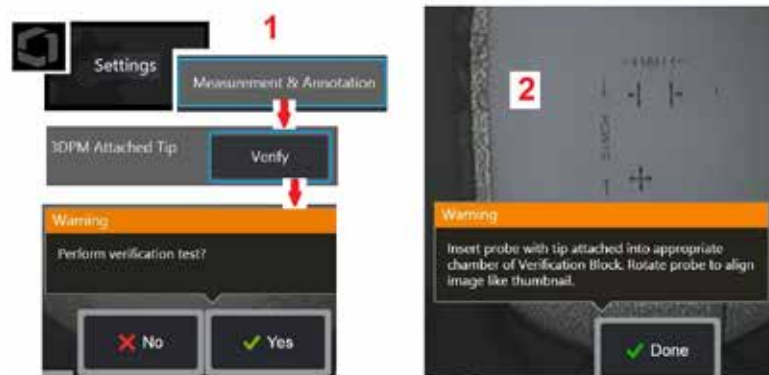 1
Settings
Measurement & Annotation
3DPM Attached Tip
Verify
Warning
Perform verification test?
No
Yes
2
Warning
Insert probe with tip attached into appropriate
chamber of Verification Block. Rotate probe to align
image like thumbnail.
Done